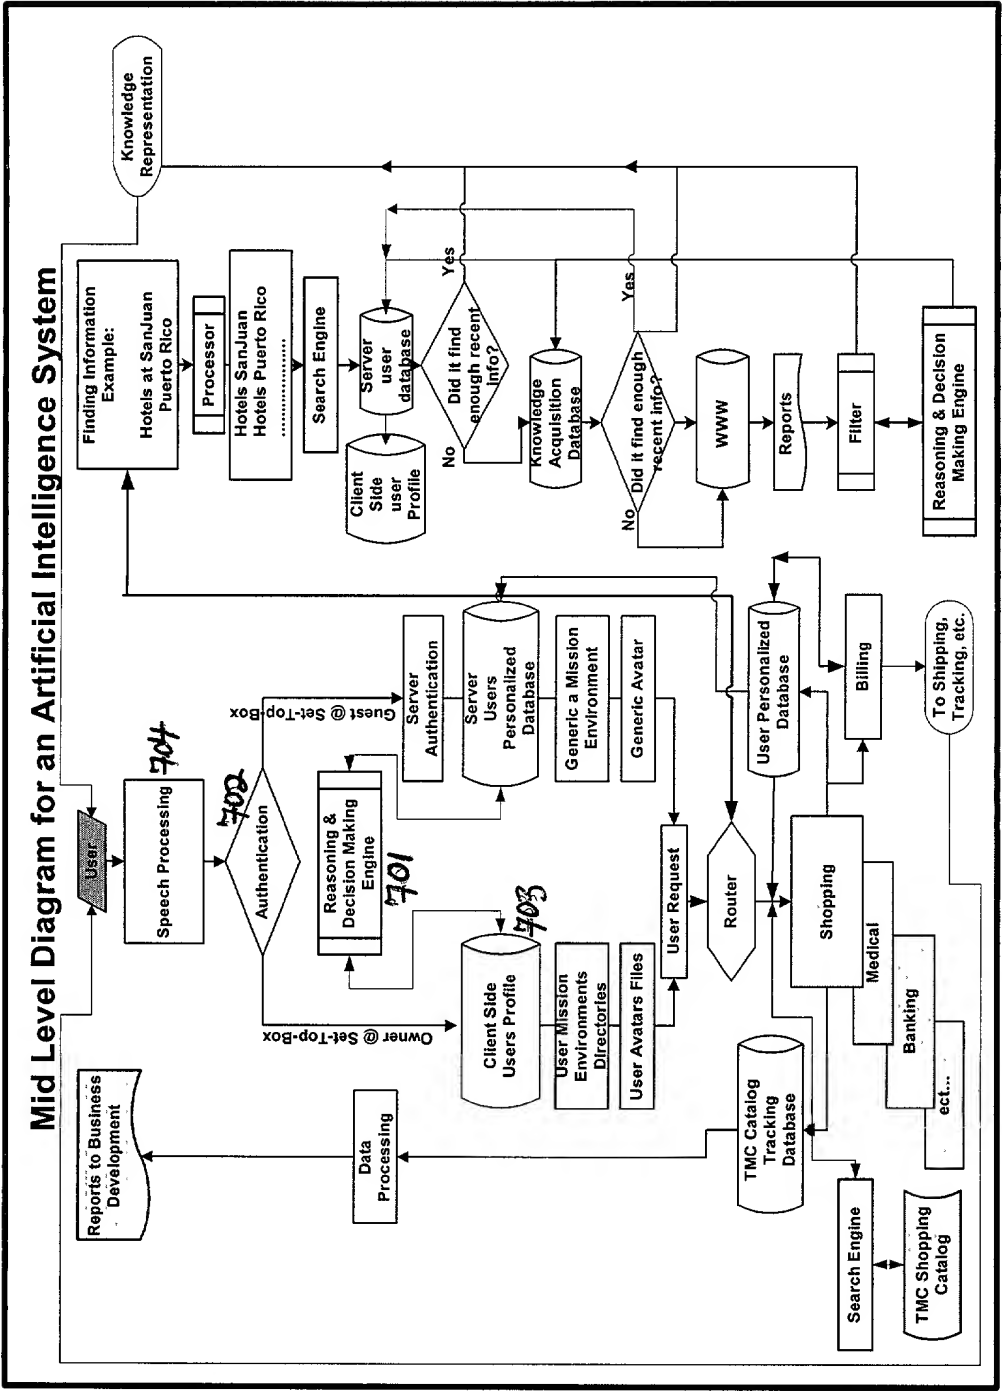 Mid Level Diagram for an Artificial Intelligence System
Reports to Business
Development
Data
Processing
TMC Catalog
Tracking
Database
Search Engine
TMC Shopping
Catalog
User
Speech Processing
704
Authentication
702
Owner @ Set-Top-Box
Guest @ Set-Top-Box
Reasoning &
Decision Making
Engine
701
Client Side
Users Profile
703
User Mission
Environments
Directories
User Avatars Files
Server
Authentication
Server
Users
Personalized
Database
Generic a Mission
Environment
Generic Avatar
User Request
Router
Shopping
Medical
Banking
ect...
User Personalized
Database
Billing
To Shipping,
Tracking, etc.
Knowledge
Representation
Finding Information
Example:
Hotels at SanJuan
Puerto Rico
Processor
Hotels SanJuan
Hotels Puerto Rico
....................
Search Engine
Server
user
database
Client
Side
user
Profile
Did it find
enough recent
Info?
Yes
No
Knowledge
Acquisition
Database
Did it find enough
recent info?
Yes
No
WWW
Reports
Filter
Reasoning & Decision
Making Engine